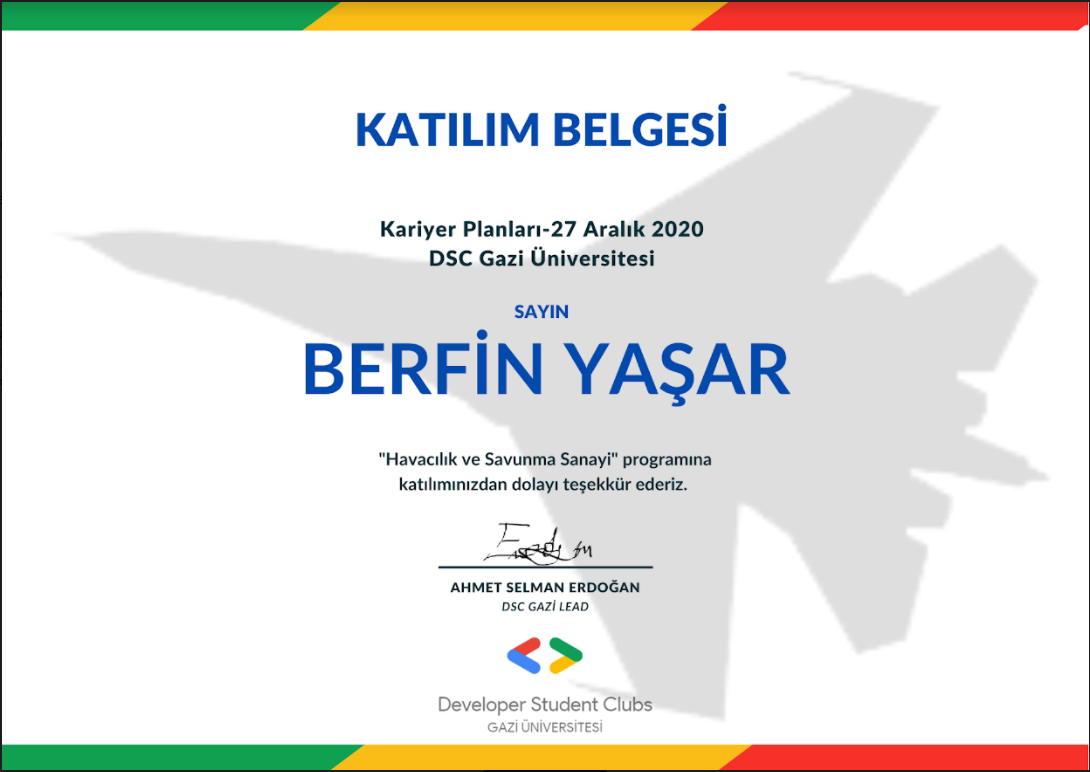 KATILIM BELGESİ
Kariyer Planları-27 Aralık 2020
DSC Gazi Üniversitesi
SAYIN
BERFİN YAŞAR
"Havacılık ve Savunma Sanayi" programına
katılımınızdan dolayı teşekkür ederiz.
AHMET SELMAN ERDOĞAN
DSC GAZİ LEAD
Developer Student Clubs
GAZİ ÜNİVERSİTESİ